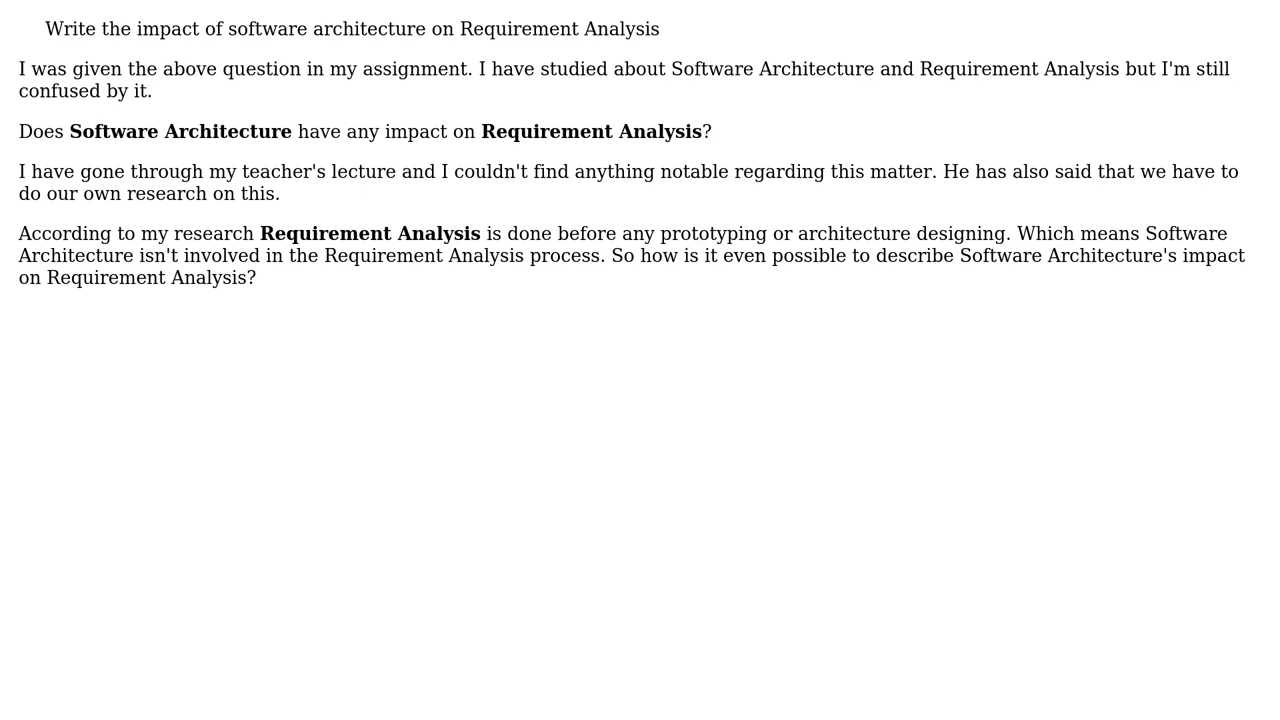 Write the impact of software architecture on Requirement Analysis
I was given the above question in my assignment. I have studied about Software Architecture and Requirement Analysis but I'm still
confused by it.
Does Software Architecture have any impact on Requirement Analysis?
I have gone through my teacher's lecture and I couldn't find anything notable regarding this matter. He has also said that we have to
do our own research on this.
According to my research Requirement Analysis is done before any prototyping or architecture designing. Which means Software
Architecture isn't involved in the Requirement Analysis process. So how is it even possible to describe Software Architecture's impact
on Requirement Analysis?